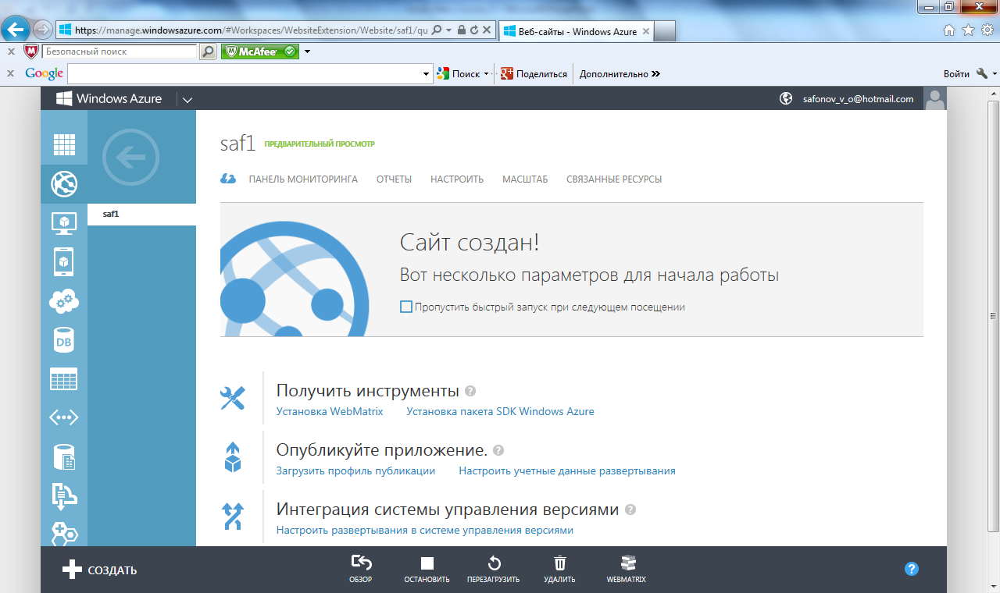 https://manage.windowsazure.com/#Workspaces/WebsiteExtension/Website/saf1/qu
Веб-сайты - Windows Azure
Безопасный поиск
McAfee
Google
Поиск
Поделиться
Дополнительно
Войти
Windows Azure
safonov_v_o@hotmail.com
saf1 ПРЕДВАРИТЕЛЬНЫЙ ПРОСМОТР
ПАНЕЛЬ МОНИТОРИНГА ОТЧЕТЫ НАСТРОИТЬ МАСШТАБ СВЯЗАННЫЕ РЕСУРСЫ
saf1
Сайт создан!
Вот несколько параметров для начала работы
Пропустить быстрый запуск при следующем посещении
DB
Получить инструменты ?
Установка WebMatrix Установка пакета SDK Windows Azure
Опубликуйте приложение. ?
Загрузить профиль публикации Настроить учетные данные развертывания
Интеграция системы управления версиями ?
Настроить развертывания в системе управления версиями
СОЗДАТЬ
ОБЗОР ОСТАНОВИТЬ ПЕРЕЗАГРУЗИТЬ УДАЛИТЬ WEBMATRIX
?